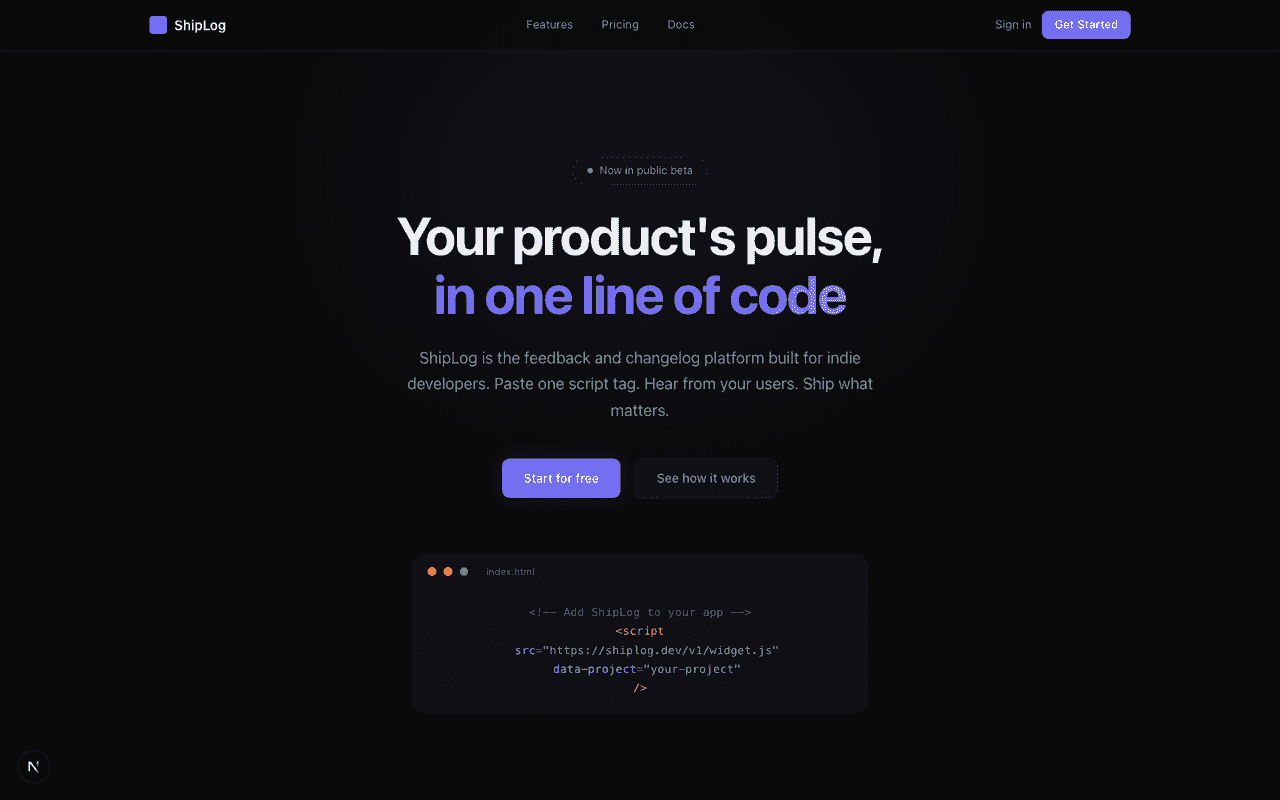 ShipLog
Features
Pricing
Docs
Sign in
Get Started
Now in public beta
Your product's pulse,
in one line of code
ShipLog is the feedback and changelog platform built for indie
developers. Paste one script tag. Hear from your users. Ship what
matters.
Start for free
See how it works
index.html
<!-- Add ShipLog to your app -->
<script
src="https://shiplog.dev/v1/widget.js"
data-project="your-project"
/>
N